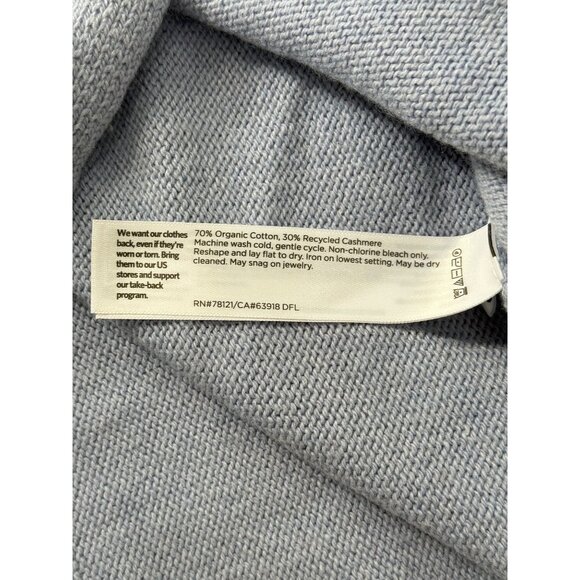 We want our clothes
back, even if they're
worn or torn. Bring
them to our US
stores and support
our take-back
program.
70% Organic Cotton, 30% Recycled Cashmere
Machine wash cold, gentle cycle. Non-chlorine bleach only.
Reshape and lay flat to dry. Iron on lowest setting. May be dry
cleaned. May snag on jewelry.
RN#78121/CA#63918 DFL